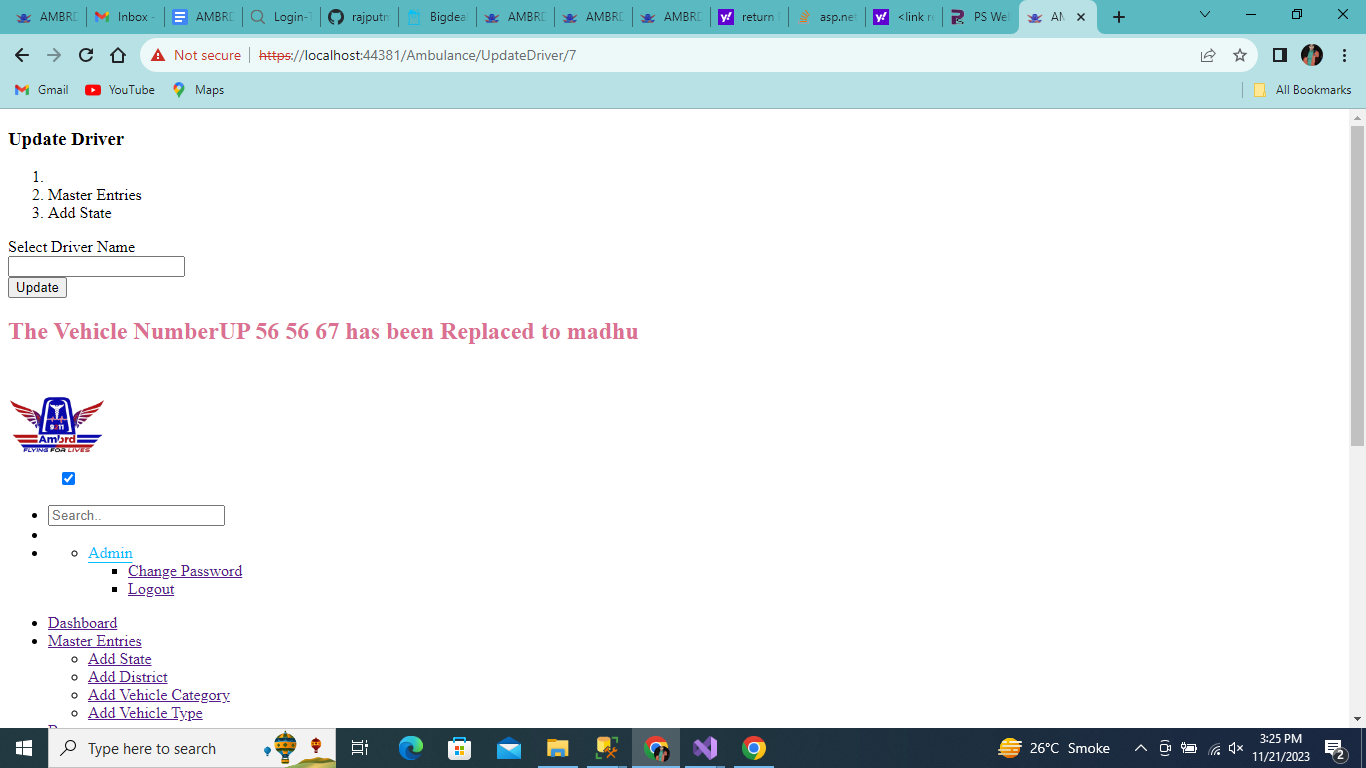 AMBRD
Inbox -
AMBRD
Login-T
rajputn
Bigdea
AMBRD
AMBRD
AMBRD
return
asp.net
<link r
PS Wel
AM
Not secure
https://localhost:44381/Ambulance/UpdateDriver/7
Gmail
YouTube
Maps
All Bookmarks
Update Driver
1.
2. Master Entries
3. Add State
Select Driver Name
Update
The Vehicle NumberUP 56 56 67 has been Replaced to madhu
Ambrd
FLYING FOR LIVES
Search..
Admin
Change Password
Logout
Dashboard
Master Entries
Add State
Add District
Add Vehicle Category
Add Vehicle Type
Type here to search
26°C Smoke
3:25 PM
11/21/2023
2